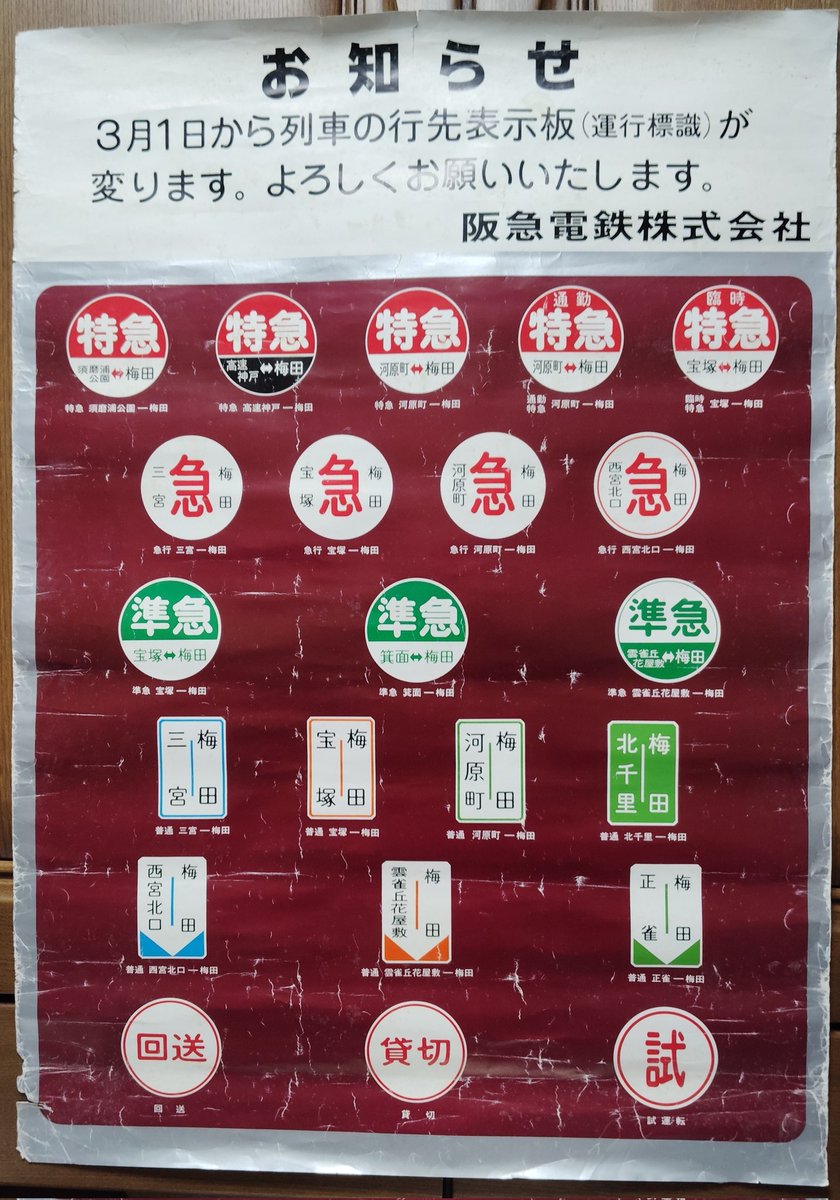 お知らせ
3月1日から列車の行先表示板(運行標識)が
変ります。よろしくお願いいたします。
阪急電鉄株式会社
特急
須磨浦公園⇔梅田
特急 須磨浦公園ー梅田
特急
高速神戸⇔梅田
特急 高速神戸ー梅田
特急
河原町⇔梅田
特急 河原町ー梅田
通勤
特急
河原町⇔梅田
通勤特急 河原町ー梅田
臨時
特急
宝塚⇔梅田
臨時特急 宝塚ー梅田
三宮 急 梅田
急行 三宮ー梅田
宝塚 急 梅田
急行 宝塚ー梅田
河原町 急 梅田
急行 河原町ー梅田
西宮北口 急 梅田
急行 西宮北口ー梅田
準急
宝塚⇔梅田
準急 宝塚ー梅田
準急
箕面⇔梅田
準急 箕面ー梅田
準急
雲雀丘花屋敷⇔梅田
準急 雲雀丘花屋敷ー梅田
三宮 梅田
普通 三宮ー梅田
宝塚 梅田
普通 宝塚ー梅田
河原町 梅田
普通 河原町ー梅田
北千里 梅田
普通 北千里ー梅田
西宮北口 梅田
普通 西宮北口ー梅田
雲雀丘花屋敷 梅田
普通 雲雀丘花屋敷ー梅田
正雀 梅田
普通 正雀ー梅田
回送
回送
貸切
貸切
試
試運転